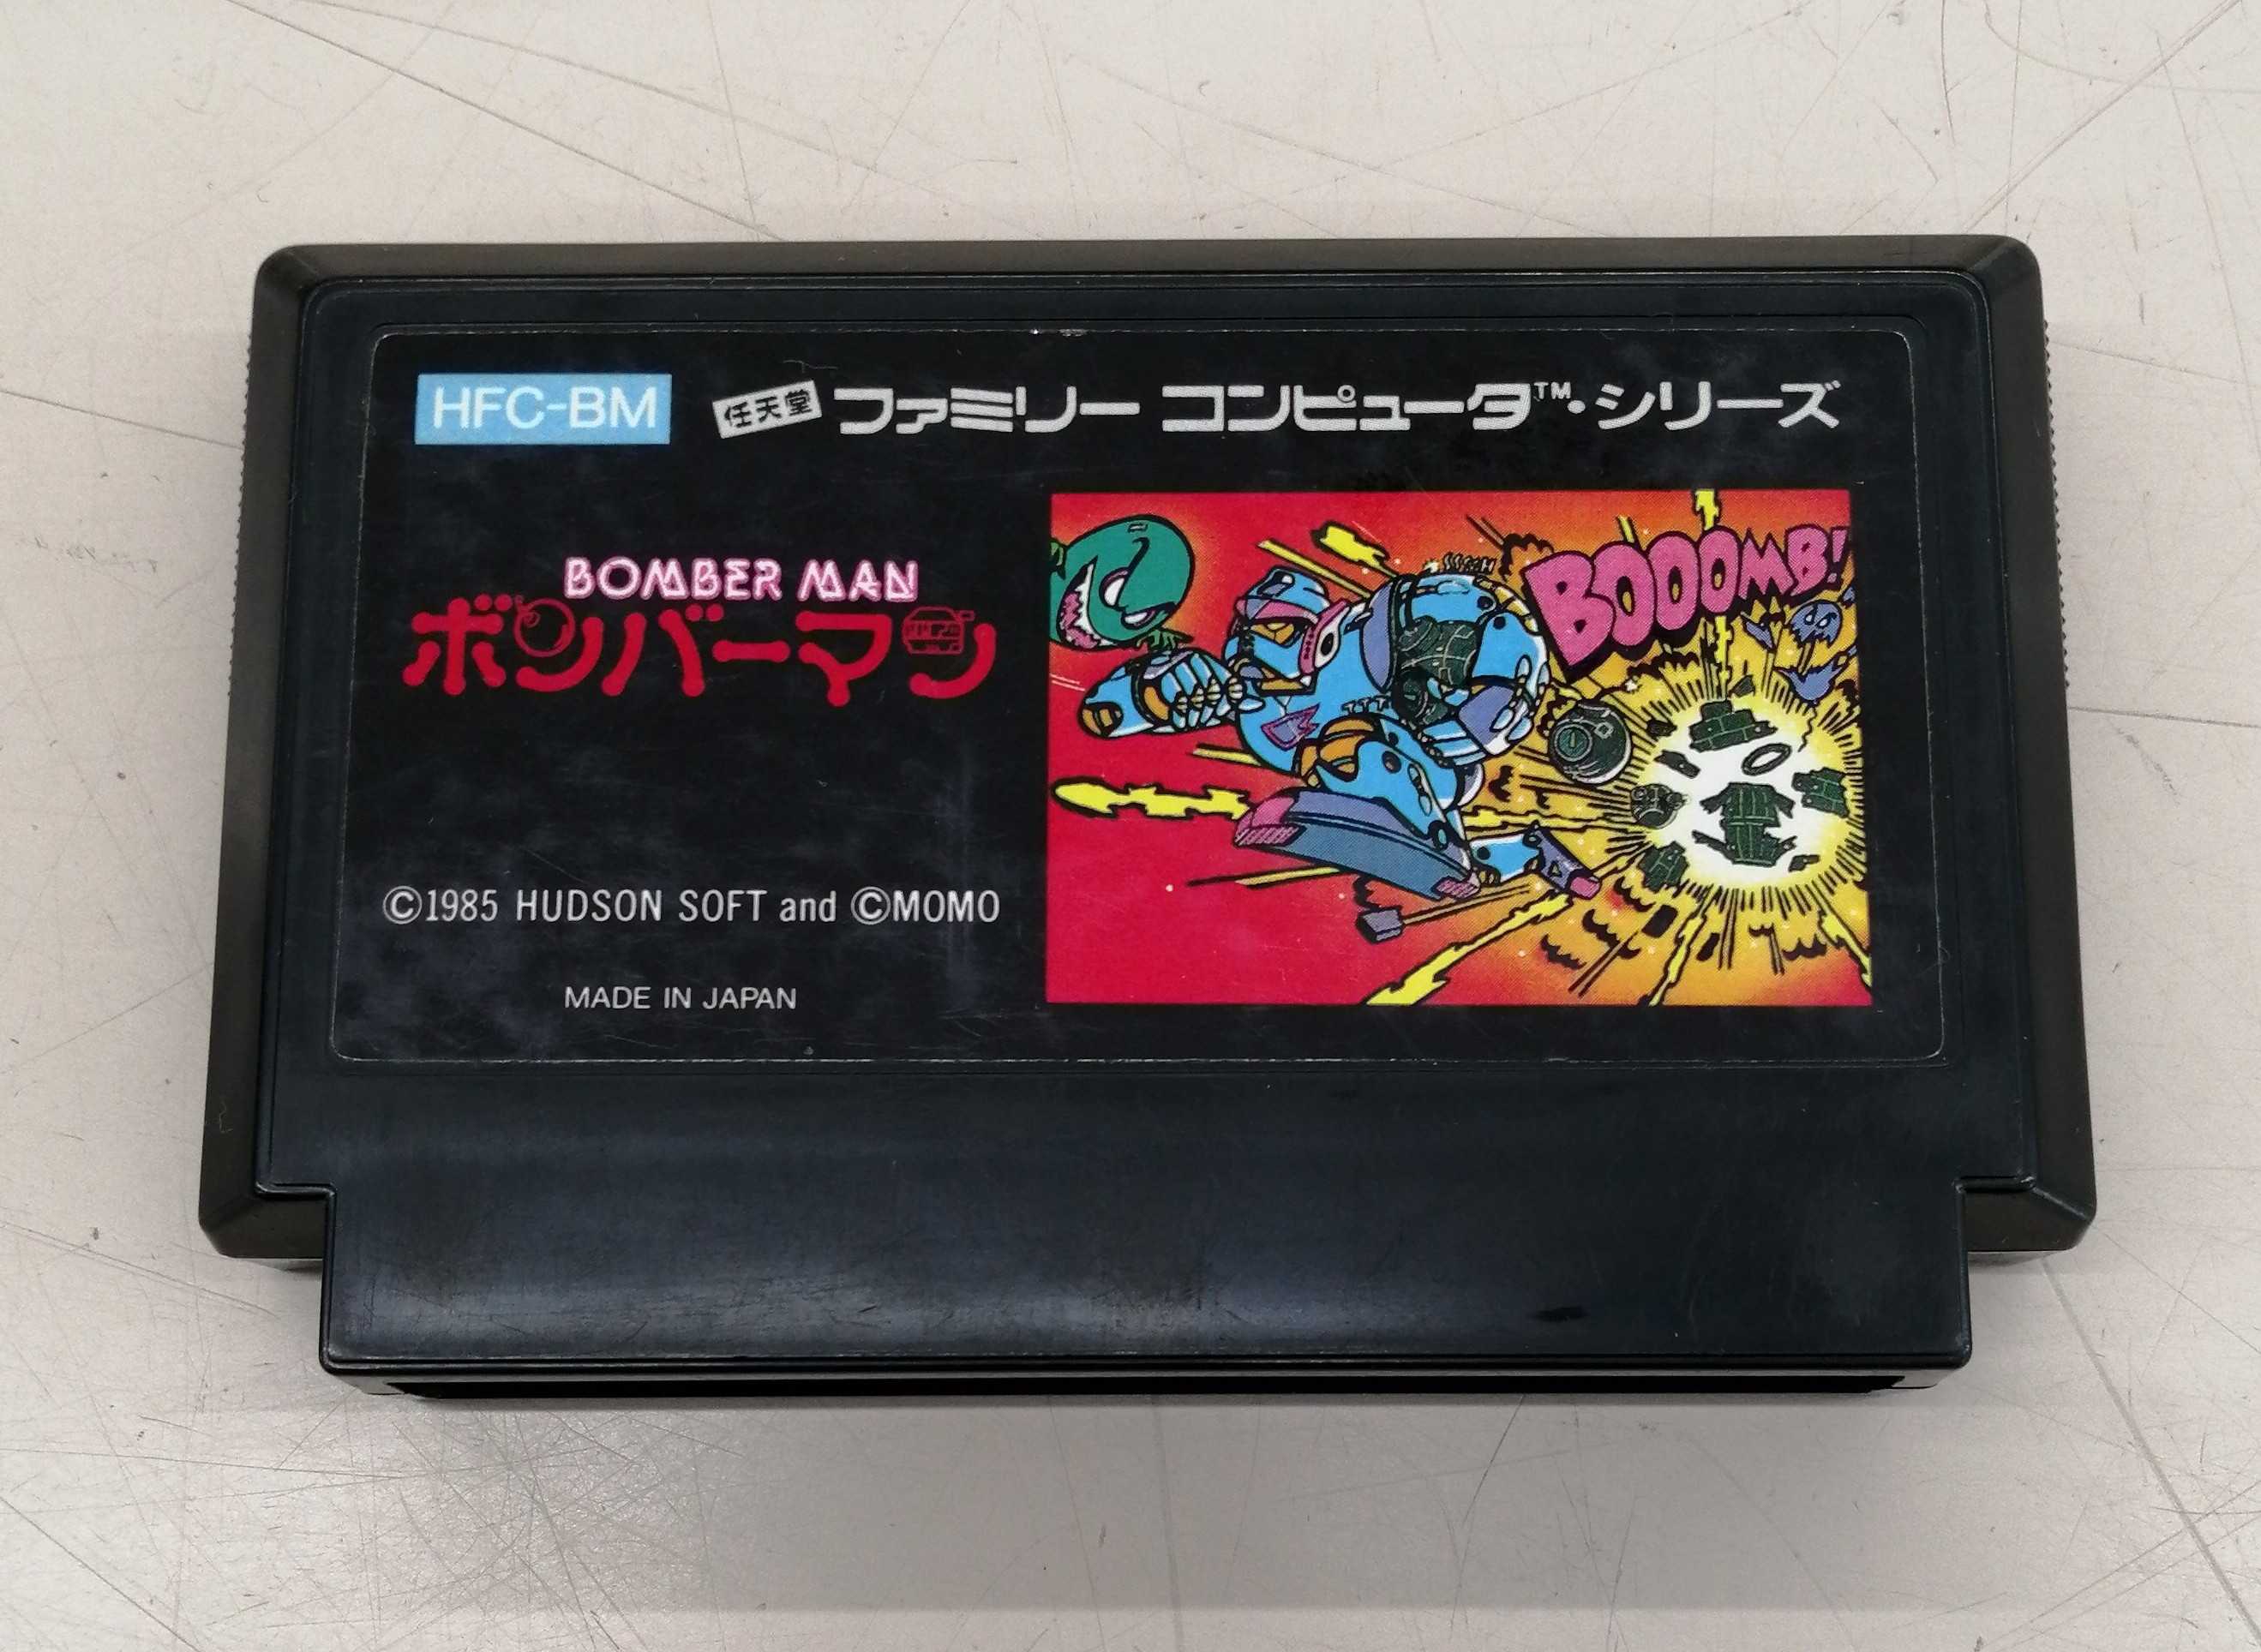 HFC-BM
任天堂 ファミリー コンピュータ™・シリーズ
BOMBER MAN
ボンバーマン
BOOOMB!
©1985 HUDSON SOFT and ©MOMO
MADE IN JAPAN